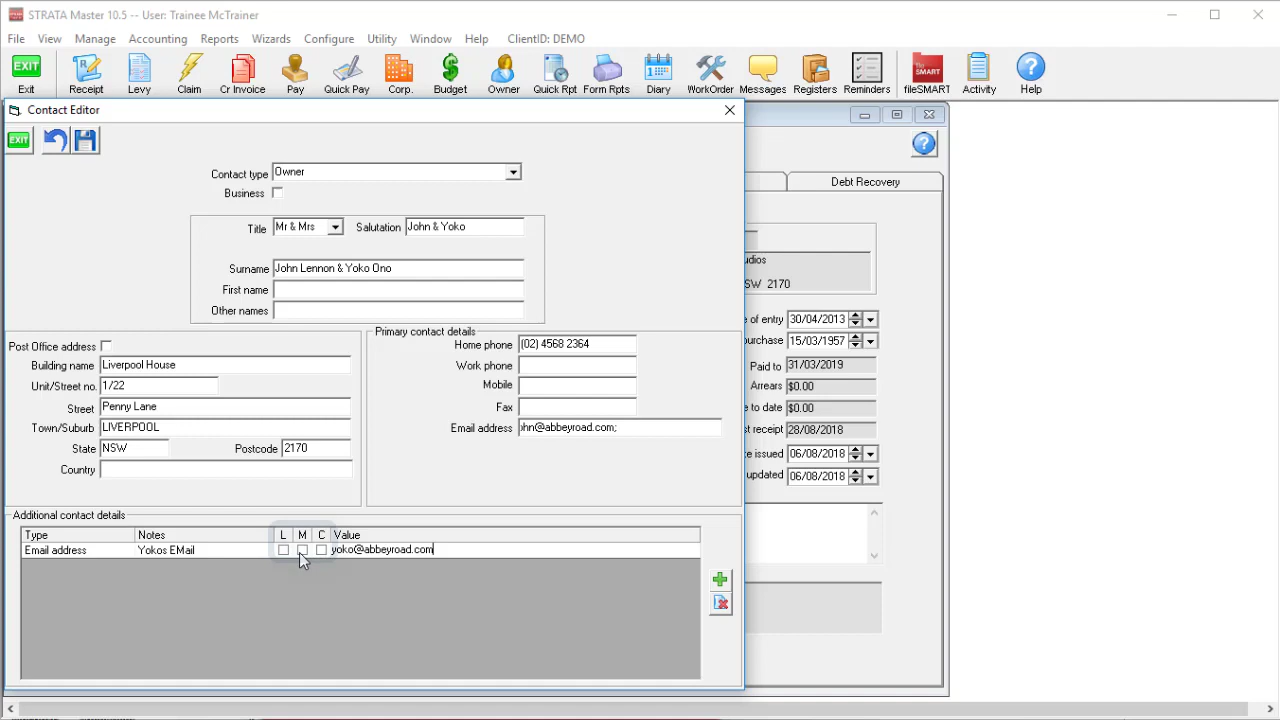 STRATA Master 10.5 -- User: Trainee McTrainer
File View Manage Accounting Reports Wizards Configure Utility Window Help ClientID: DEMO
EXIT fileSMART
Exit Receipt Levy Claim Cr Invoice Pay Quick Pay Corp. Budget Owner Quick Rpt Form Rpts Diary WorkOrder Messages Registers Reminders fileSMART Activity Help
Contact Editor
EXIT
Contact type Owner
Business
Title Mr & Mrs Salutation John & Yoko
Surname John Lennon & Yoko Ono
First name
Other names
Post Office address
Building name Liverpool House
Unit/Street no. 1/22
Street Penny Lane
Town/Suburb LIVERPOOL
State NSW Postcode 2170
Country
Primary contact details
Home phone (02) 4568 2364
Work phone
Mobile
Fax
Email address ohn@abbeyroad.com;
Additional contact details
Type Notes L M C Value
Email address Yokos EMail yoko@abbeyroad.com
Debt Recovery
udios
SW 2170
e of entry 30/04/2013
purchase 15/03/1957
Paid to 31/03/2019
Arrears $0.00
e to date $0.00
st receipt 28/08/2018
te issued 06/08/2018
updated 06/08/2018